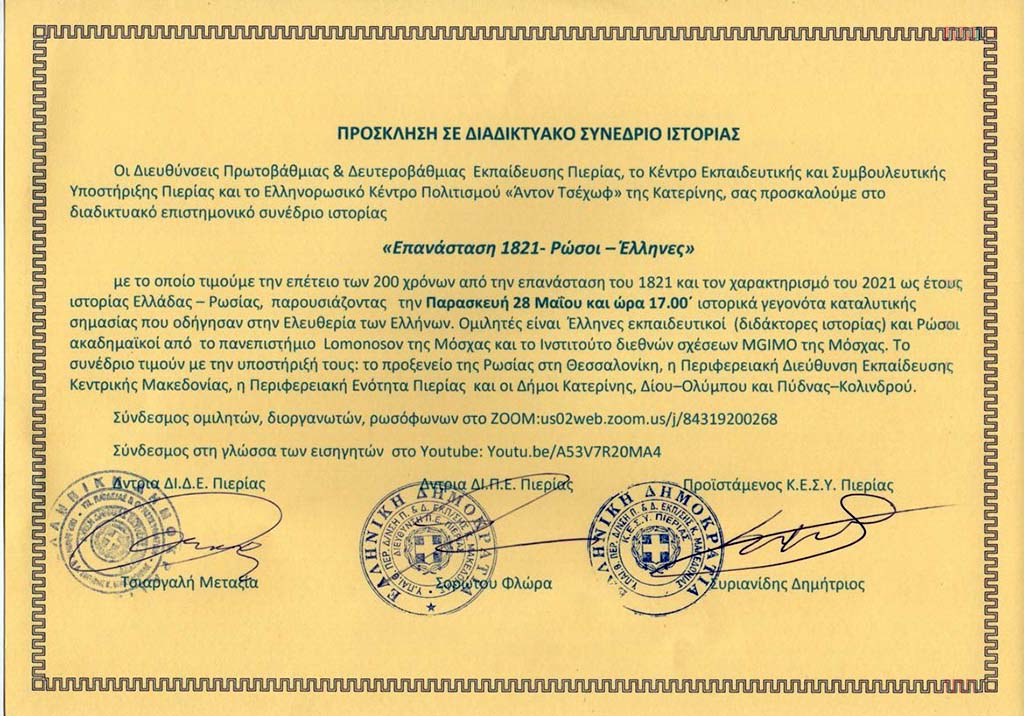 ΠΡΟΣΚΛΗΣΗ ΣΕ ΔΙΑΔΙΚΤΥΑΚΟ ΣΥΝΕΔΡΙΟ ΙΣΤΟΡΙΑΣ
Οι Διευθύνσεις Πρωτοβάθμιας & Δευτεροβάθμιας Εκπαίδευσης Πιερίας, το Κέντρο Εκπαιδευτικής και Συμβουλευτικής
Υποστήριξης Πιερίας και το Ελληνορωσικό Κέντρο Πολιτισμού «Άντον Τσέχωφ» της Κατερίνης, σας προσκαλούμε στο
διαδικτυακό επιστημονικό συνέδριο ιστορίας
«Επανάσταση 1821- Ρώσοι – Έλληνες»
με το οποίο τιμούμε την επέτειο των 200 χρόνων από την επανάσταση του 1821 και τον χαρακτηρισμό του 2021 ως έτους
ιστορίας Ελλάδας – Ρωσίας, παρουσιάζοντας την Παρασκευή 28 Μαΐου και ώρα 17.00΄ ιστορικά γεγονότα καταλυτικής
σημασίας που οδήγησαν στην Ελευθερία των Ελλήνων. Ομιλητές είναι Έλληνες εκπαιδευτικοί (διδάκτορες ιστορίας) και Ρώσοι
ακαδημαϊκοί από το πανεπιστήμιο Lomonosov της Μόσχας και το Ινστιτούτο διεθνών σχέσεων MGIMO της Μόσχας. Το
συνέδριο τιμούν με την υποστήριξή τους: το προξενείο της Ρωσίας στη Θεσσαλονίκη, η Περιφερειακή Διεύθυνση Εκπαίδευσης
Κεντρικής Μακεδονίας, η Περιφερειακή Ενότητα Πιερίας και οι Δήμοι Κατερίνης, Δίου–Ολύμπου και Πύδνας–Κολινδρού.
Σύνδεσμος ομιλητών, διοργανωτών, ρωσόφωνων στο ZOOM:us02web.zoom.us/j/84319200268
Σύνδεσμος στη γλώσσα των εισηγητών στο Youtube: Youtu.be/A53V7R20MA4
Δντρια ΔΙ.Δ.Ε. Πιερίας Δντρια ΔΙ.Π.Ε. Πιερίας Προϊστάμενος Κ.Ε.Σ.Υ. Πιερίας
ΕΛΛΗΝΙΚΗ ΔΗΜΟΚΡΑΤΙΑ
ΕΛΛΗΝΙΚΗ ΔΗΜΟΚΡΑΤΙΑ
Κ.Ε.Σ.Υ. ΠΙΕΡΙΑΣ
Τσιαργαλή Μεταξία Σορώτου Φλώρα Συριανίδης Δημήτριος